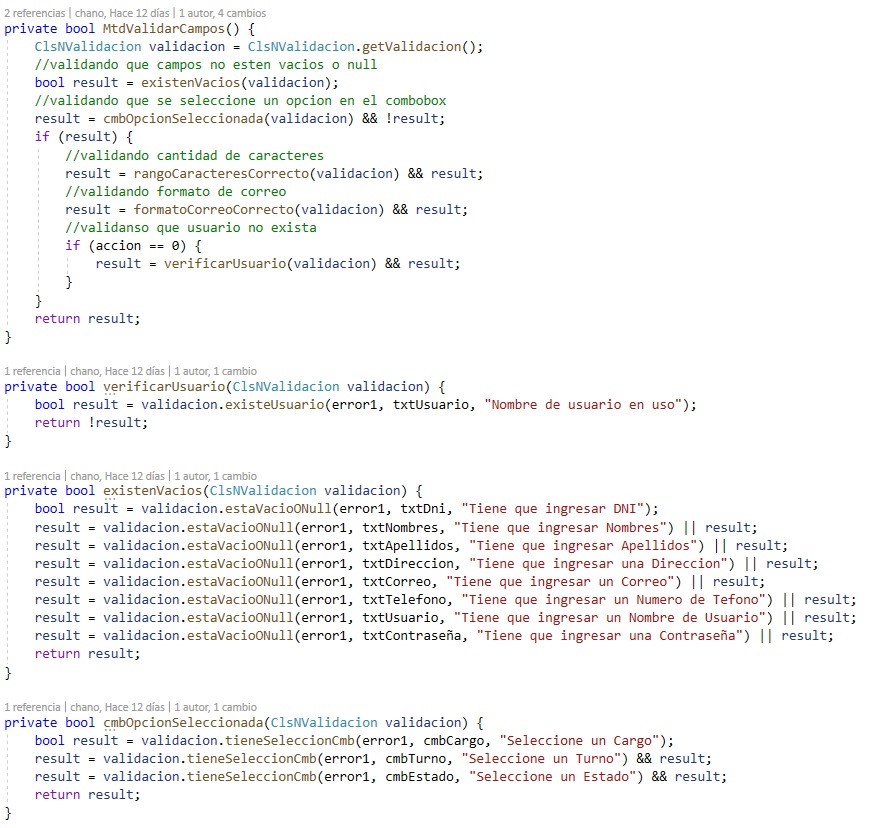 2 referencias | chano, Hace 12 días | 1 autor, 4 cambios
private bool MtdValidarCampos() {
    ClsNValidacion validacion = ClsNValidacion.getValidacion();
    //validando que campos no esten vacios o null
    bool result = existenVacios(validacion);
    //validando que se seleccione un opcion en el combobox
    result = cmbOpcionSeleccionada(validacion) && !result;
    if (result) {
        //validando cantidad de caracteres
        result = rangoCaracteresCorrecto(validacion) && result;
        //validando formato de correo
        result = formatoCorreoCorrecto(validacion) && result;
        //validanso que usuario no exista
        if (accion == 0) {
            result = verificarUsuario(validacion) && result;
        }
    }
    return result;
}
1 referencia | chano, Hace 12 días | 1 autor, 1 cambio
private bool verificarUsuario(ClsNValidacion validacion) {
    bool result = validacion.existeUsuario(error1, txtUsuario, "Nombre de usuario en uso");
    return !result;
}
1 referencia | chano, Hace 12 días | 1 autor, 1 cambio
private bool existenVacios(ClsNValidacion validacion) {
    bool result = validacion.estaVacioONull(error1, txtDni, "Tiene que ingresar DNI");
    result = validacion.estaVacioONull(error1, txtNombres, "Tiene que ingresar Nombres") || result;
    result = validacion.estaVacioONull(error1, txtApellidos, "Tiene que ingresar Apellidos") || result;
    result = validacion.estaVacioONull(error1, txtDireccion, "Tiene que ingresar una Direccion") || result;
    result = validacion.estaVacioONull(error1, txtCorreo, "Tiene que ingresar un Correo") || result;
    result = validacion.estaVacioONull(error1, txtTelefono, "Tiene que ingresar un Numero de Tefono") || result;
    result = validacion.estaVacioONull(error1, txtUsuario, "Tiene que ingresar un Nombre de Usuario") || result;
    result = validacion.estaVacioONull(error1, txtContraseña, "Tiene que ingresar una Contraseña") || result;
    return result;
}
1 referencia | chano, Hace 12 días | 1 autor, 1 cambio
private bool cmbOpcionSeleccionada(ClsNValidacion validacion) {
    bool result = validacion.tieneSeleccionCmb(error1, cmbCargo, "Seleccione un Cargo");
    result = validacion.tieneSeleccionCmb(error1, cmbTurno, "Seleccione un Turno") && result;
    result = validacion.tieneSeleccionCmb(error1, cmbEstado, "Seleccione un Estado") && result;
    return result;
}